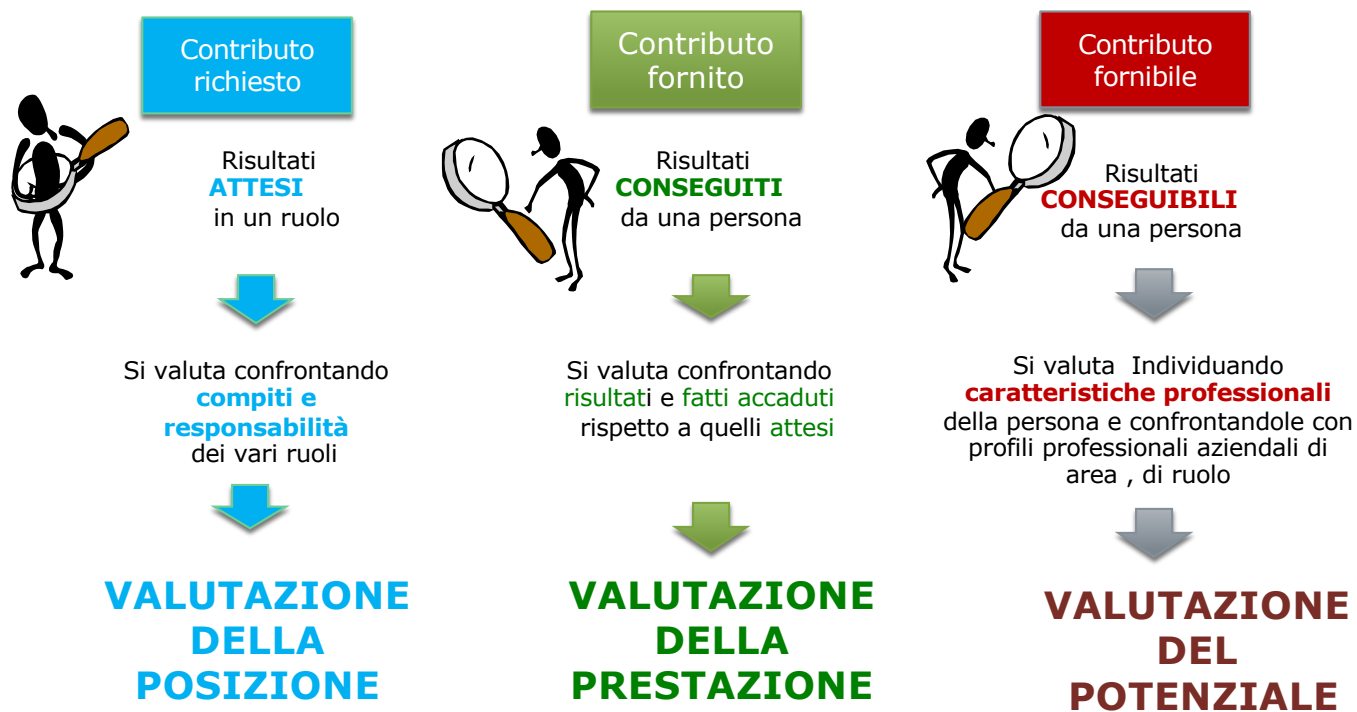 Contributo
richiesto
Risultati
ATTESI
in un ruolo
Si valuta confrontando
compiti e
responsabilità
dei vari ruoli
VALUTAZIONE
DELLA
POSIZIONE
Contributo
fornito
Risultati
CONSEGUITI
da una persona
Si valuta confrontando
risultati e fatti accaduti
rispetto a quelli attesi
VALUTAZIONE
DELLA
PRESTAZIONE
Contributo
fornibile
Risultati
CONSEGUIBILI
da una persona
Si valuta  Individuando
caratteristiche professionali
della persona e confrontandole con
profili professionali aziendali di
area , di ruolo
VALUTAZIONE
DEL
POTENZIALE